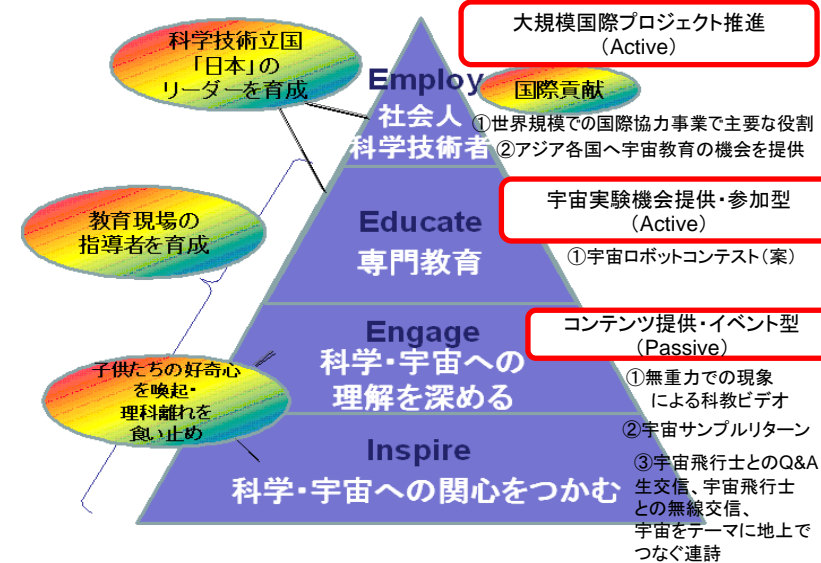 大規模国際プロジェクト推進
(Active)
科学技術立国
「日本」の
リーダーを育成
Employ
社会人
科学技術者
国際貢献
①世界規模での国際協力事業で主要な役割
②アジア各国へ宇宙教育の機会を提供
教育現場の
指導者を育成
Educate
専門教育
宇宙実験機会提供・参加型
(Active)
①宇宙ロボットコンテスト(案)
コンテンツ提供・イベント型
(Passive)
Engage
科学・宇宙への
理解を深める
子供たちの好奇心
を喚起・
理科離れを
食い止め
①無重力での現象
による科教ビデオ
②宇宙サンプルリターン
Inspire
科学・宇宙への関心をつかむ
③宇宙飛行士とのQ&A
生交信、宇宙飛行士
との無線交信、
宇宙をテーマに地上で
つなぐ連詩